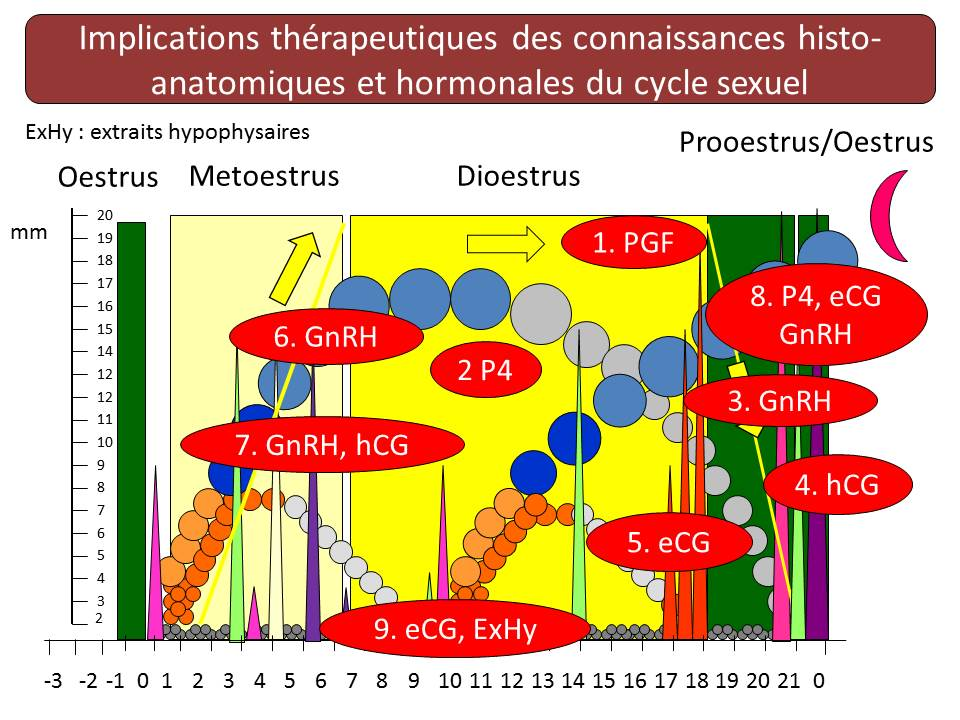 Implications thérapeutiques des connaissances histo-
anatomiques et hormonales du cycle sexuel
ExHy : extraits hypophysaires
Prooestrus/Oestrus
Oestrus
Metoestrus
Dioestrus
mm
20
19
18
17
16
15
14
12
12
11
10
9
8
7
6
5
4
3
2
1. PGF
8. P4, eCG
GnRH
6. GnRH
2 P4
3. GnRH
7. GnRH, hCG
4. hCG
5. eCG
9. eCG, ExHy
-3 -2 -1 0 1 2 3 4 5 6 7 8 9 10 11 12 13 14 15 16 17 18 19 20 21 0